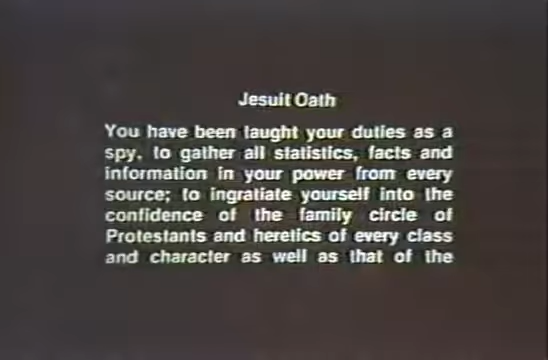 Jesuit Oath
You have been taught your duties as a
spy, to gather all statistics, facts and
information in your power from every
source; to ingratiate yourself into the
confidence of the family circle of
Protestants and heretics of every class
and character as well as that of the